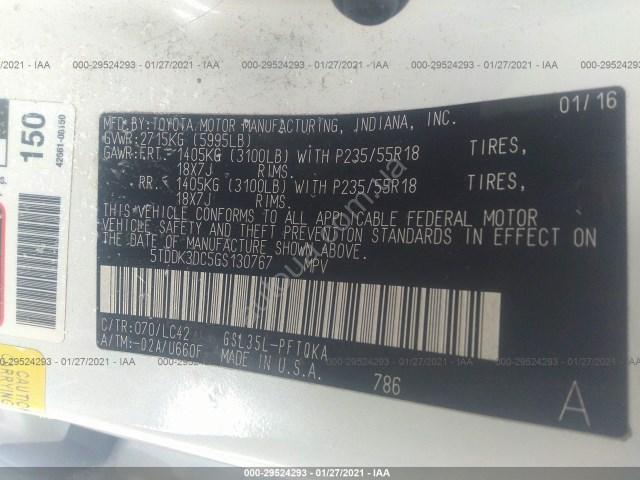 000-29524293 - 01/27/2021 - IAA
MFD. BY:TOYOTA MOTOR MANUFACTURING, INDIANA, INC. 01/16
GVWR:2715KG (5995LB)
GAWR:FRT. 1405KG (3100LB) WITH P235/55R18 TIRES,
18X7J RIMS.
RR. 1405KG (3100LB) WITH P235/55R18 TIRES,
18X7J RIMS.
THIS VEHICLE CONFORMS TO ALL APPLICABLE FEDERAL MOTOR
VEHICLE SAFETY AND THEFT PREVENTION STANDARDS IN EFFECT ON
THE DATE OF MANUFACTURE SHOWN ABOVE.
5TDDK3DC5GS130767 MPV
C/TR:070/LC42 GSL35L-PFTQKA
A/TM:-02A/U660F MADE IN U.S.A.
786
A
150
CAUTI
ARRYING
000-29524293 - 01/27/2021 - IAA